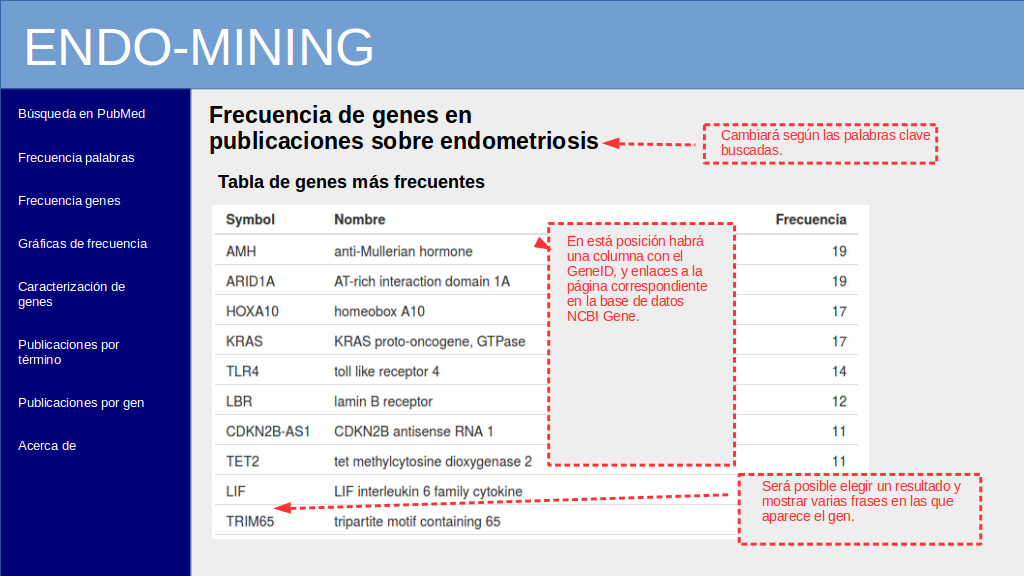 ENDO-MINING
Búsqueda en PubMed
Frecuencia palabras
Frecuencia genes
Gráficas de frecuencia
Caracterización de
genes
Publicaciones por
término
Publicaciones por gen
Acerca de
Frecuencia de genes en
publicaciones sobre endometriosis
Cambiará según las palabras clave
buscadas.
Tabla de genes más frecuentes
Symbol Nombre Frecuencia
AMH anti-Mullerian hormone 19
ARID1A AT-rich interaction domain 1A 19
HOXA10 homeobox A10 17
KRAS KRAS proto-oncogene, GTPase 17
TLR4 toll like receptor 4 14
LBR lamin B receptor 12
CDKN2B-AS1 CDKN2B antisense RNA 1 11
TET2 tet methylcytosine dioxygenase 2 11
LIF LIF interleukin 6 family cytokine
TRIM65 tripartite motif containing 65
En está posición habrá
una columna con el
GeneID, y enlaces a la
página correspondiente
en la base de datos
NCBI Gene.
Será posible elegir un resultado y
mostrar varias frases en las que
aparece el gen.